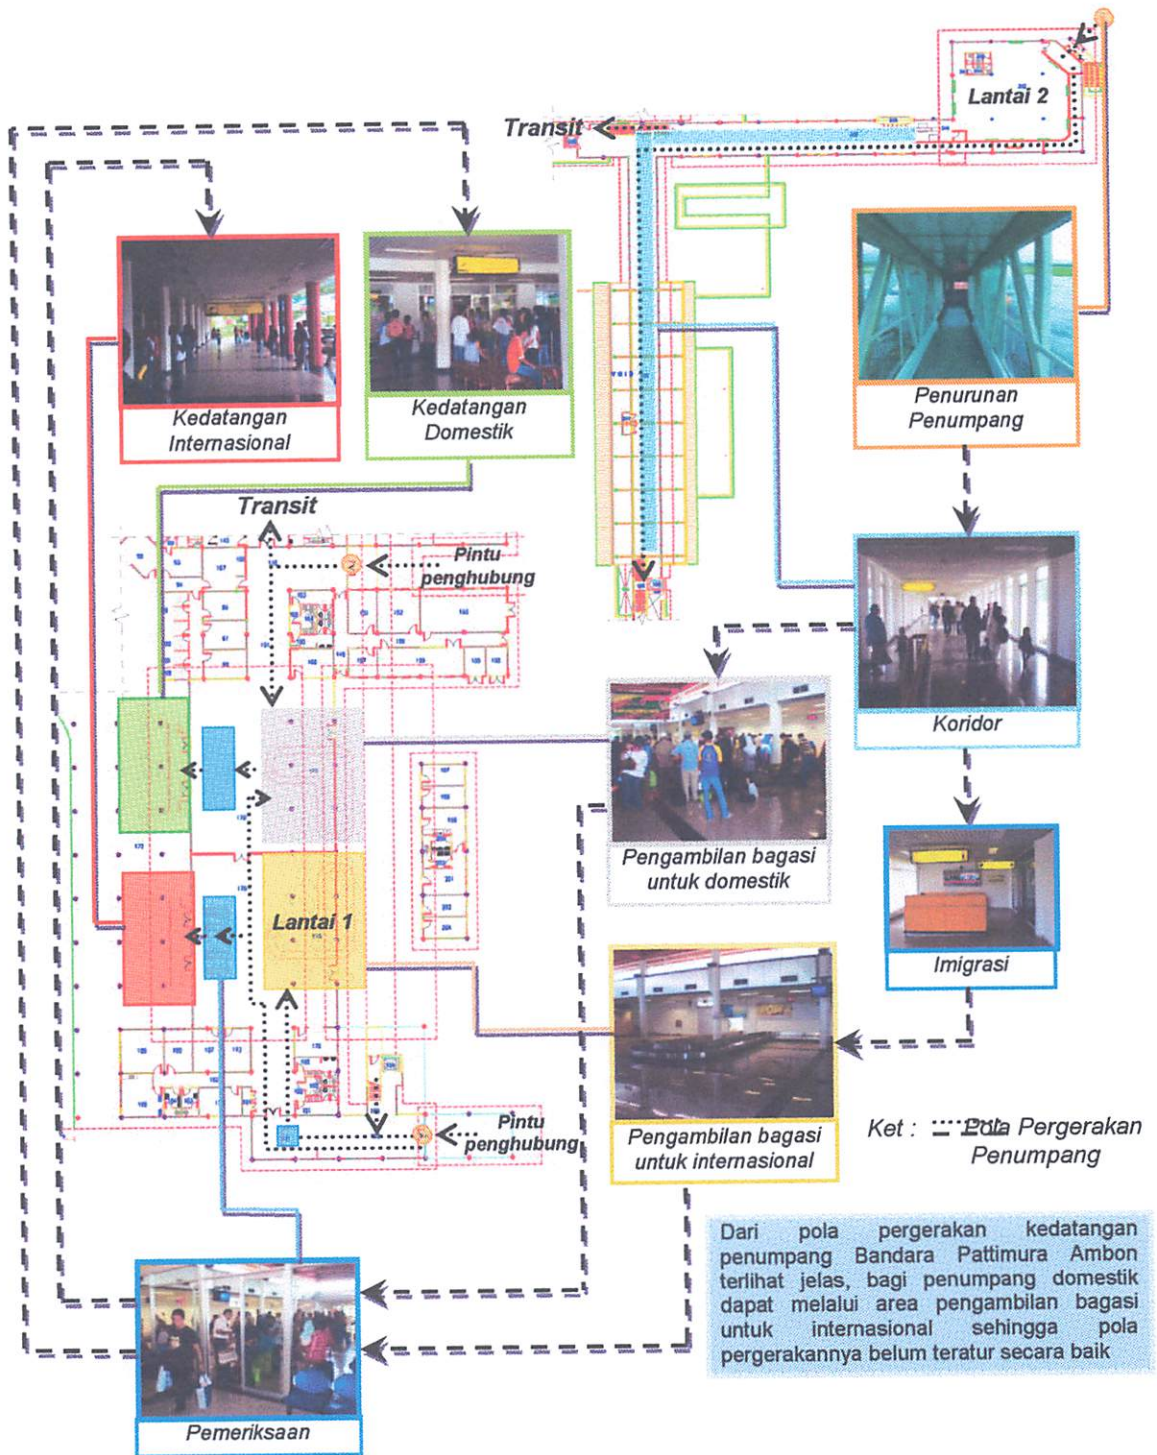 Lantai 2
Transit
Kedatangan
Internasional
Kedatangan
Domestik
Penurunan
Penumpang
Transit
Pintu
penghubung
Koridor
Pengambilan bagasi
untuk domestik
Lantai 1
Imigrasi
Pintu
penghubung
Pengambilan bagasi
untuk internasional
Ket : Pola Pergerakan
Penumpang
Dari pola pergerakan kedatangan
penumpang Bandara Pattimura Ambon
terlihat jelas, bagi penumpang domestik
dapat melalui area pengambilan bagasi
untuk internasional sehingga pola
pergerakannya belum teratur secara baik
Pemeriksaan